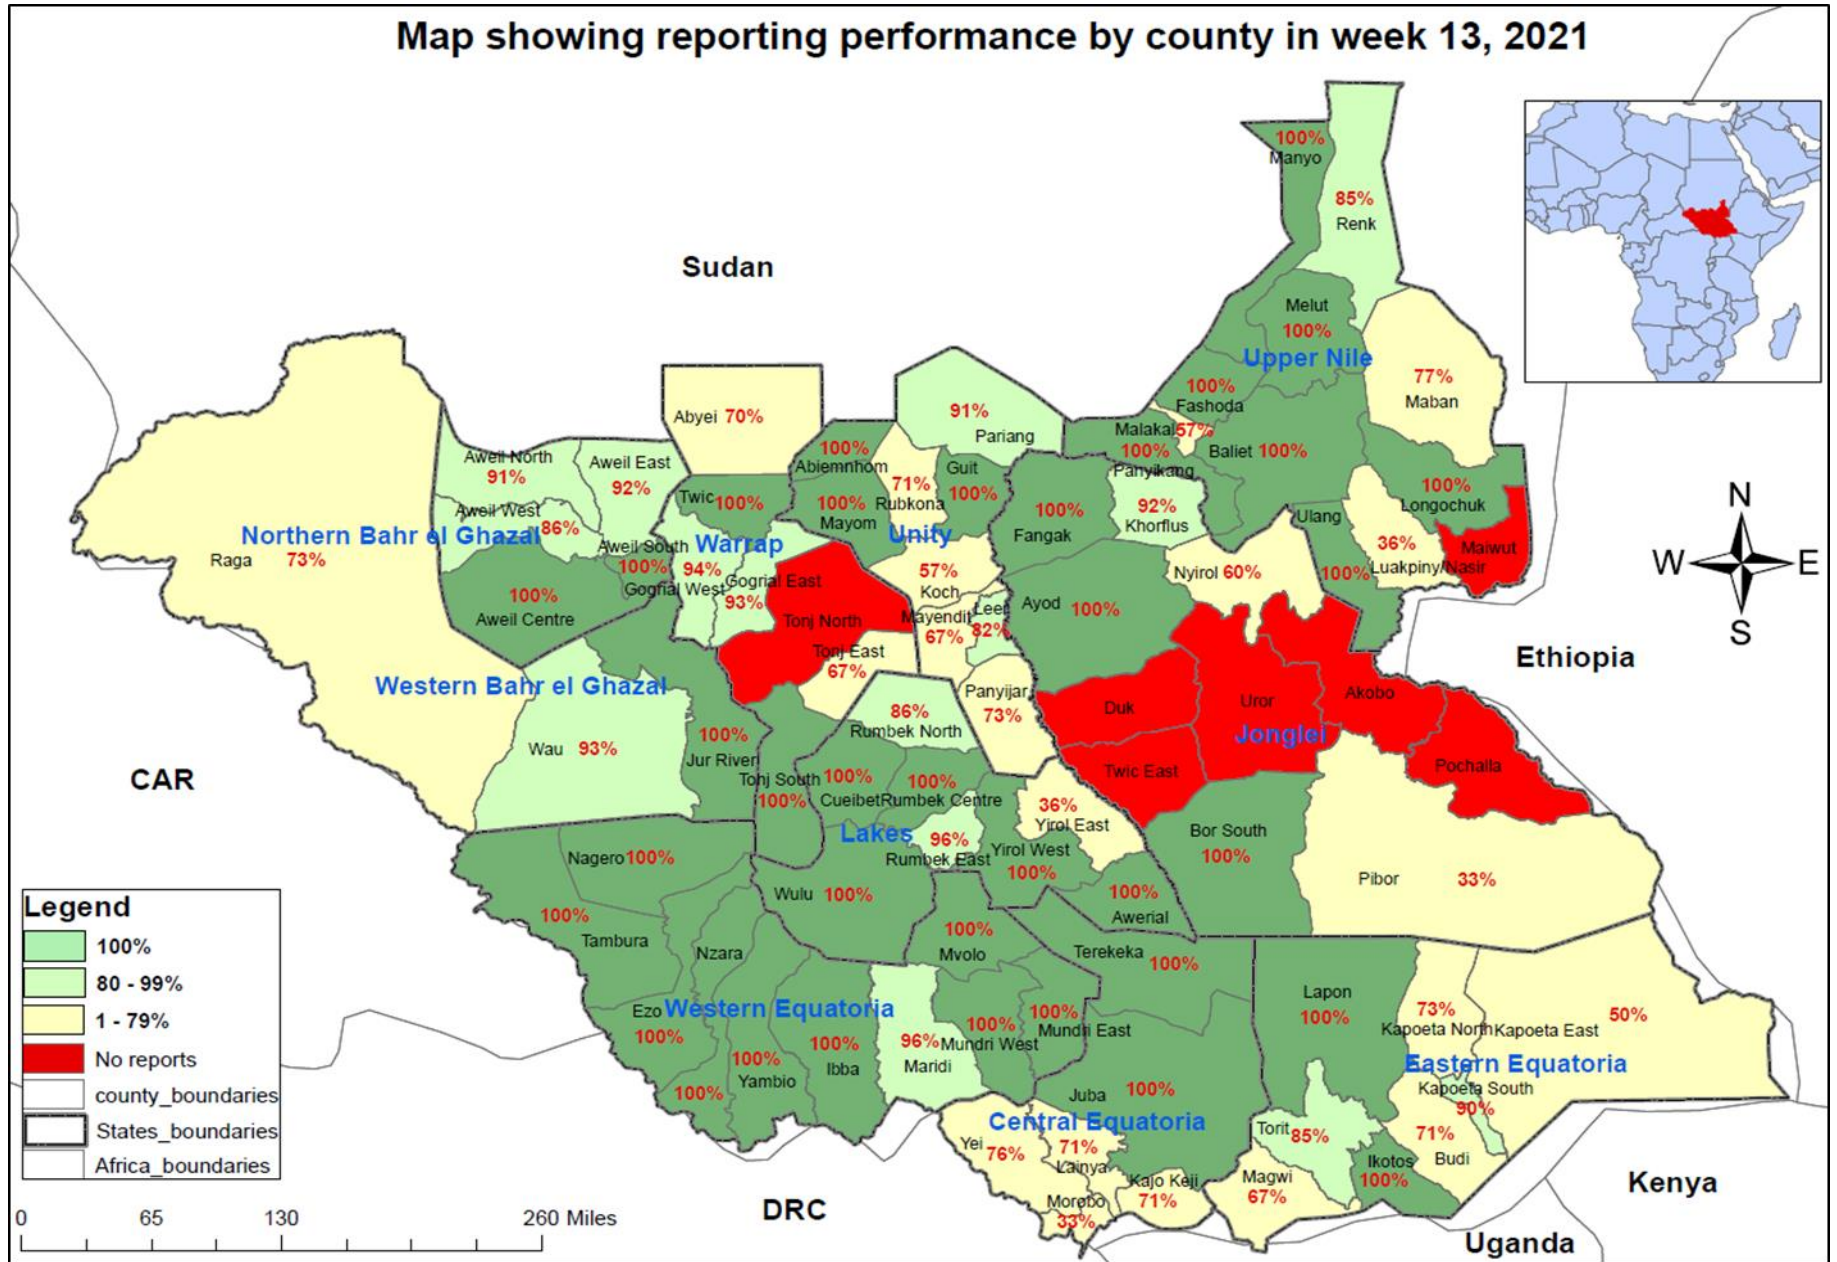 Map showing reporting performance by county in week 13, 2021
100%
Manyo
85%
Renk
Sudan
Melut
100%
Upper Nile
77%
Maban
100%
Fashoda
Malakal 57%
100%
Panyikang
Baliet 100%
Abyei 70%
91%
Pariang
100%
Abiemnhom
71%
Rubkona
Guit
100%
100%
Mayom
Unity
Aweil North
91%
Aweil East
92%
Aweil West
86%
Twic 100%
Northern Bahr el Ghazal
Raga 73%
Aweil South
100%
Warrap
94%
Gogrial West
Gogrial East
93%
100%
Aweil Centre
100%
Fangak
92%
Khorflus
Ulang
100%
100%
Longochuk
36%
Luakpiny/Nasir
Maiwut
Nyirol 60%
57%
Koch
Mayendit
67%
Leer
82%
Ayod 100%
Tonj North
Tonj East
67%
N
W E
S
Ethiopia
Western Bahr el Ghazal
Wau 93%
100%
Jur River
86%
Rumbek North
Panyijar
73%
Duk
Uror
Akobo
Jonglei
Twic East
Pochalla
CAR
Tonj South
100%
100%
Cueibet
100%
Rumbek Centre
36%
Yirol East
Lakes
96%
Rumbek East
Yirol West
100%
Bor South
100%
Pibor 33%
Nagero 100%
Wulu 100%
100%
Awerial
100%
Tambura
Nzara
100%
Mvolo
Terekeka
100%
Ezo
100%
Western Equatoria
100%
100%
Yambio
100%
Ibba
96%
Maridi
100%
Mundri West
100%
Mundri East
Lapon
100%
73%
Kapoeta North
Kapoeta East
50%
Eastern Equatoria
Kapoeta South
90%
Juba 100%
Central Equatoria
Yei 76%
71%
Lainya
Morobo
33%
Kajo Keji
71%
Torit 85%
71%
Budi
Ikotos
100%
Magwi
67%
DRC
Kenya
Uganda
Legend
100%
80 - 99%
1 - 79%
No reports
county_boundaries
States_boundaries
Africa_boundaries
0 65 130 260 Miles